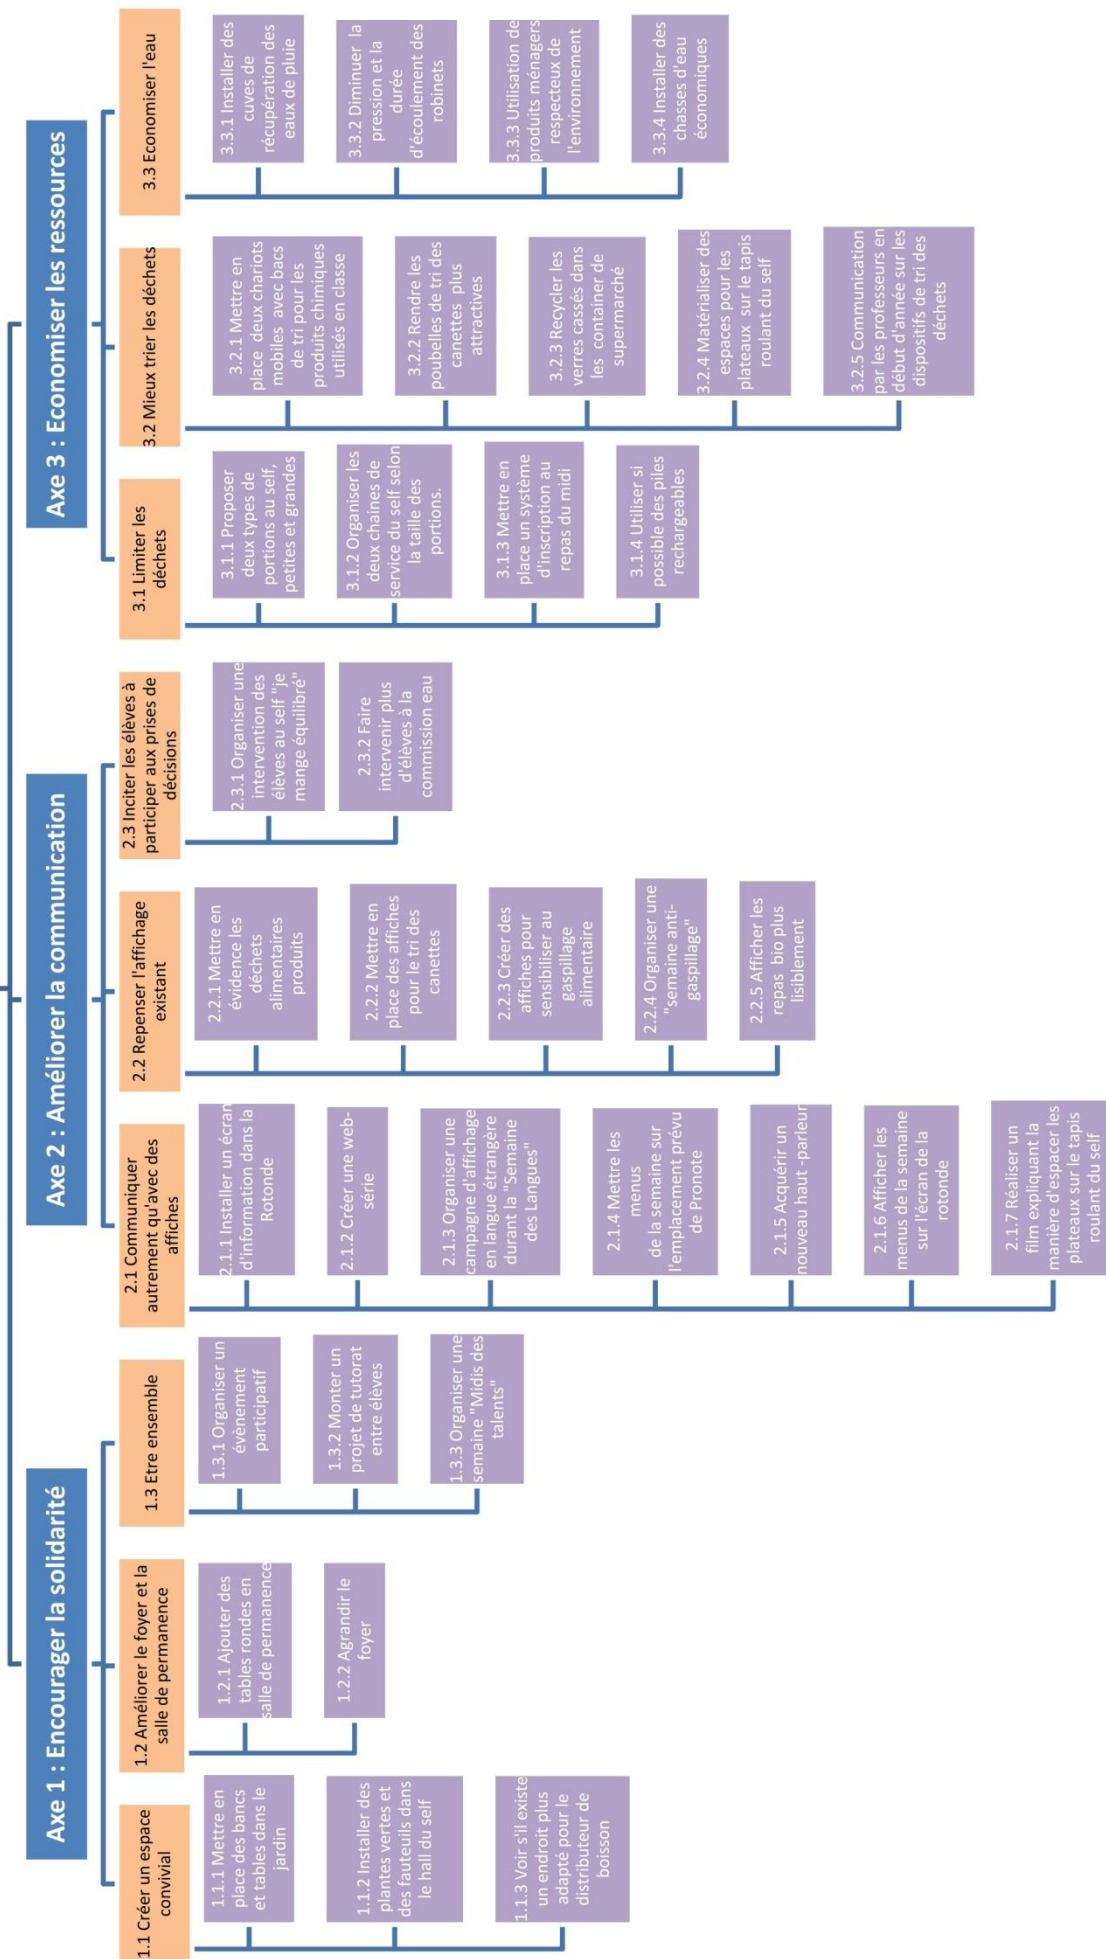 Axe 1 : Encourager la solidarité
1.1 Créer un espace
convivial
1.1.1 Mettre en
place des bancs
et tables dans le
jardin
1.1.2 Installer des
plantes vertes et
des fauteuils dans
le hall du self
1.1.3 Voir s'il existe
un endroit plus
adapté pour le
distributeur de
boisson
1.2 Améliorer le foyer et la
salle de permanence
1.2.1 Ajouter des
tables rondes en
salle de permanence
1.2.2 Agrandir le
foyer
1.3 Etre ensemble
1.3.1 Organiser un
évènement
participatif
1.3.2 Monter un
projet de tutorat
entre élèves
1.3.3 Organiser une
semaine "Midis des
talents"
Axe 2 : Améliorer la communication
2.1 Communiquer
autrement qu'avec des
affiches
2.1.1 Installer un écran
d'information dans la
Rotonde
2.1.2 Créer une web-
série
2.1.3 Organiser une
campagne d'affichage
en langue étrangère
durant la "Semaine
des Langues"
2.1.4 Mettre les
menus
de la semaine sur
l'emplacement prévu
de Pronote
2.1.5 Acquérir un
nouveau haut -parleur
2.1.6 Afficher les
menus de la semaine
sur l'écran de la
rotonde
2.1.7 Réaliser un
film expliquant la
manière d'espacer les
plateaux sur le tapis
roulant du self
2.2 Repenser l'affichage
existant
2.2.1 Mettre en
évidence les
déchets
alimentaires
produits
2.2.2 Mettre en
place des affiches
pour le tri des
canettes
2.2.3 Créer des
affiches pour
sensibiliser au
gaspillage
alimentaire
2.2.4 Organiser une
"semaine anti-
gaspillage"
2.2.5 Afficher les
repas bio plus
lisiblement
2.3 Inciter les élèves à
participer aux prises de
décisions
2.3.1 Organiser une
intervention des
élèves au self "je
mange équilibré"
2.3.2 Faire
intervenir plus
d'élèves à la
commission eau
Axe 3 : Economiser les ressources
3.1 Limiter les
déchets
3.1.1 Proposer
deux types de
portions au self,
petites et grandes
3.1.2 Organiser les
deux chaines de
service du self selon
la taille des
portions.
3.1.3 Mettre en
place un système
d'inscription au
repas du midi
3.1.4 Utiliser si
possible des piles
rechargeables
3.2 Mieux trier les déchets
3.2.1 Mettre en
place deux chariots
mobiles avec bacs
de tri pour les
produits chimiques
utilisés en classe
3.2.2 Rendre les
poubelles de tri des
canettes plus
attractives
3.2.3 Recycler les
verres cassés dans
les container de
supermarché
3.2.4 Matérialiser des
espaces pour les
plateaux sur le tapis
roulant du self
3.2.5 Communication
par les professeurs en
début d'année sur les
dispositifs de tri des
déchets
3.3 Economiser l'eau
3.3.1 Installer des
cuves de
récupération des
eaux de pluie
3.3.2 Diminuer la
pression et la
durée
d'écoulement des
robinets
3.3.3 Utilisation de
produits ménagers
respecteux de
l'environnement
3.3.4 Installer des
chasses d'eau
économiques